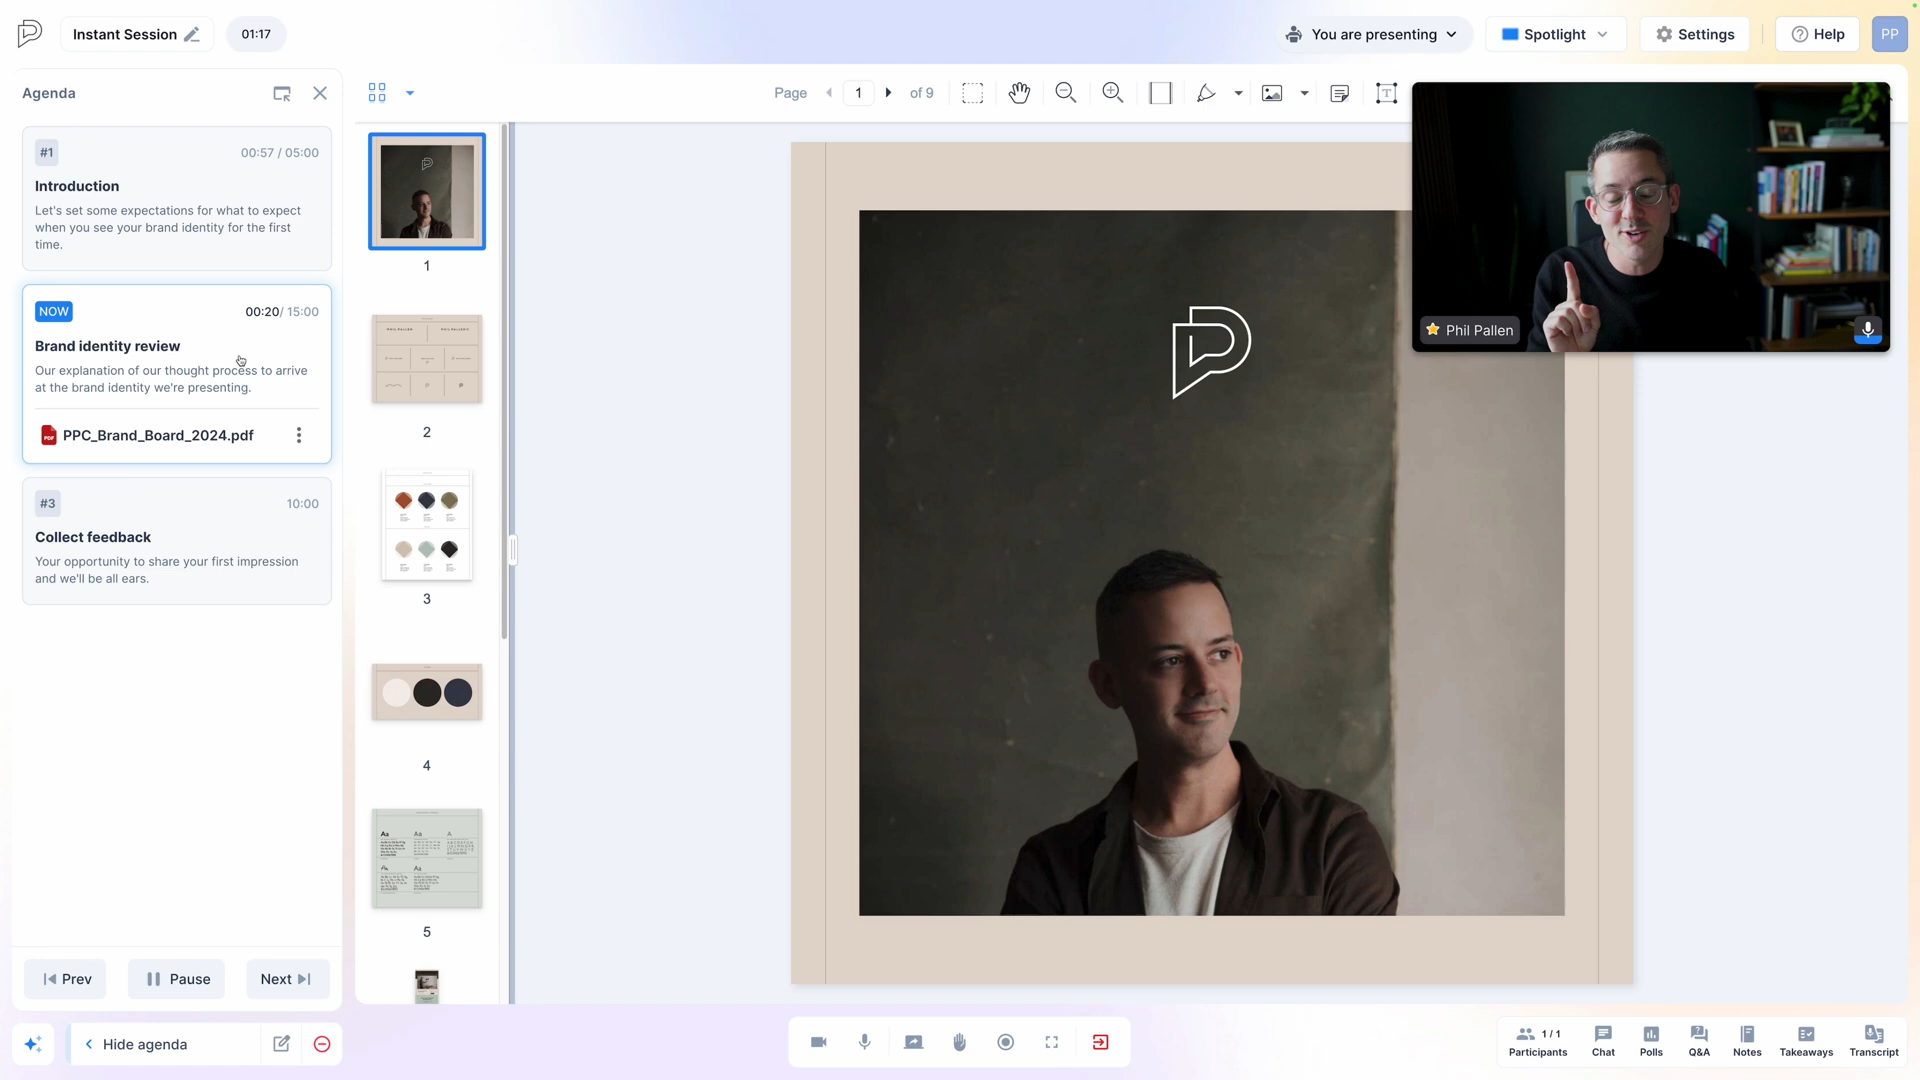 Instant Session
01:17
You are presenting
Spotlight
Settings
Help
PP
Agenda
Page
1
of 9
#1
00:57 / 05:00
Introduction
Let's set some expectations for what to expect
when you see your brand identity for the first
time.
NOW
00:20/ 15:00
Brand identity review
Our explanation of our thought process to arrive
at the brand identity we're presenting.
PDF
PPC_Brand_Board_2024.pdf
#3
10:00
Collect feedback
Your opportunity to share your first impression
and we'll be all ears.
1
2
3
4
5
Phil Pallen
Prev
Pause
Next
Hide agenda
1 / 1
Participants
Chat
Polls
Q&A
Notes
Takeaways
Transcript